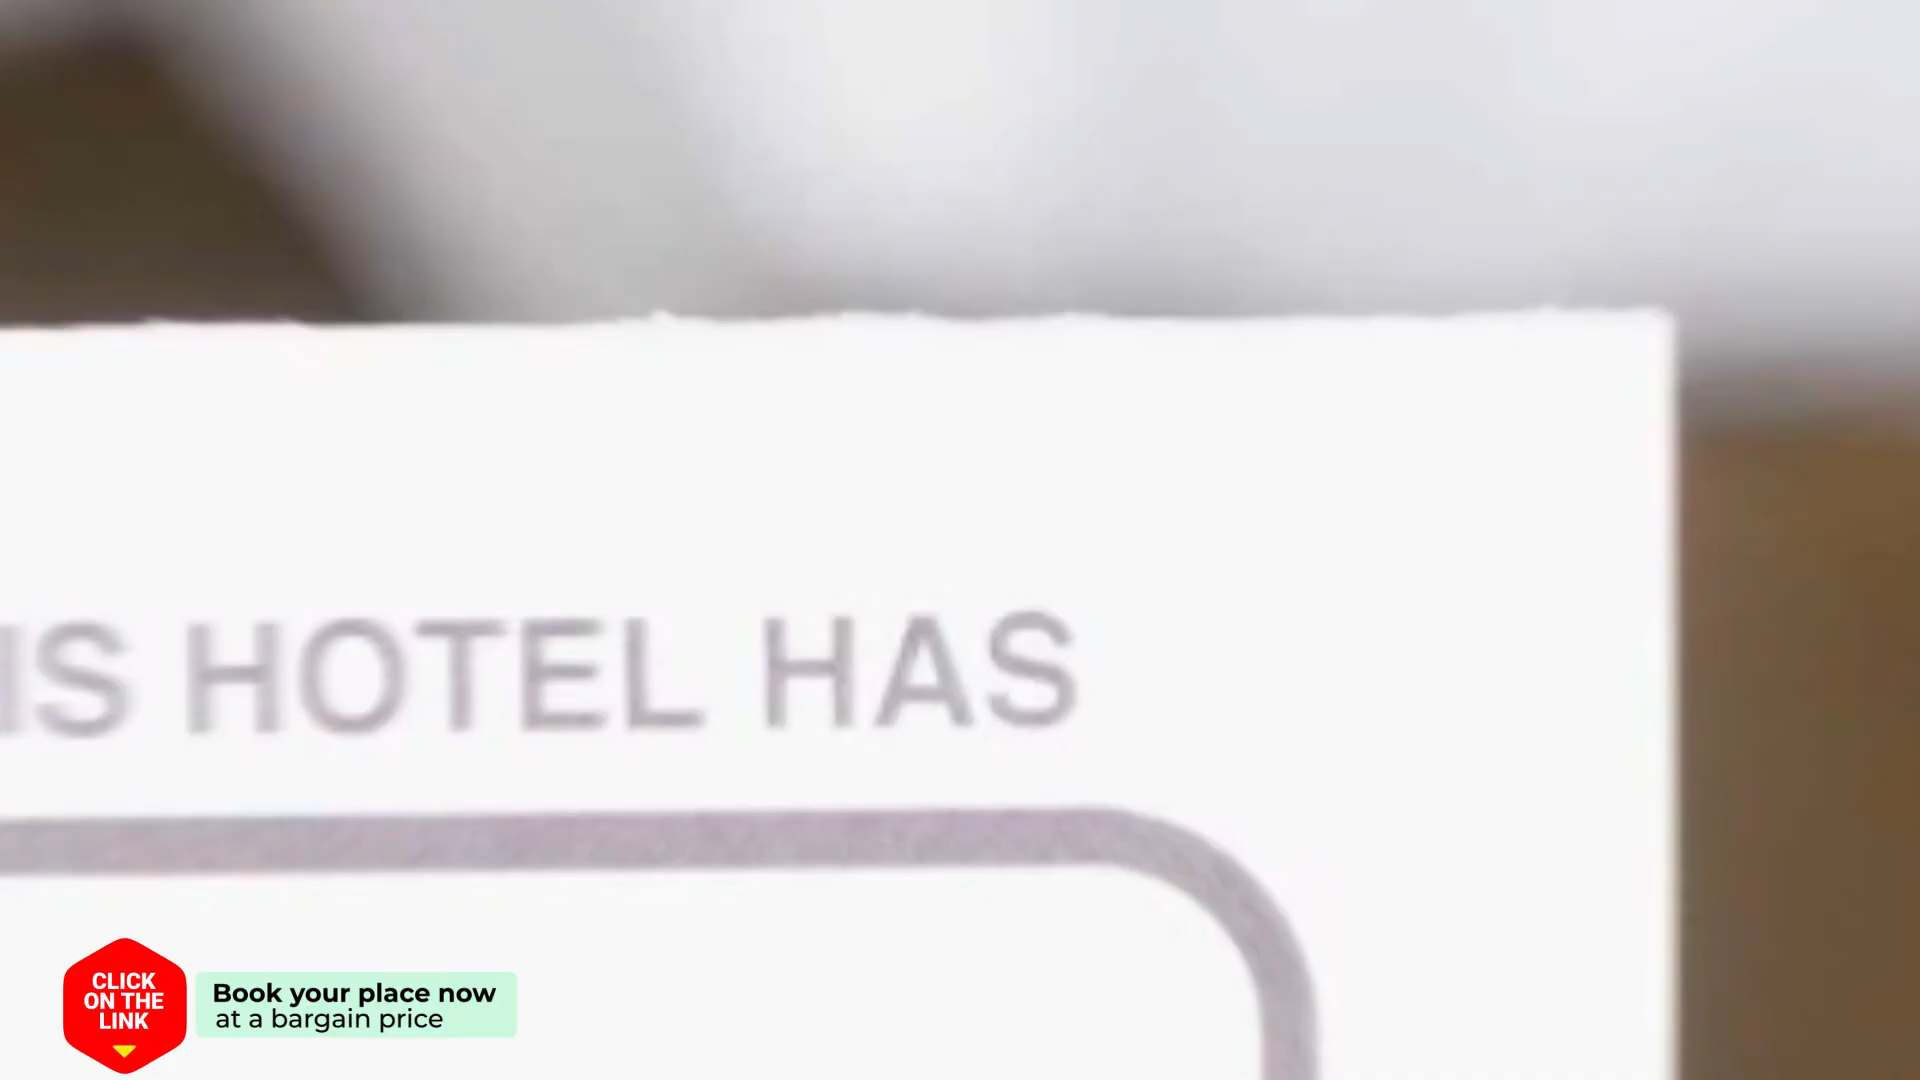 IS HOTEL HAS
CLICK
ON THE
LINK
Book your place now
at a bargain price